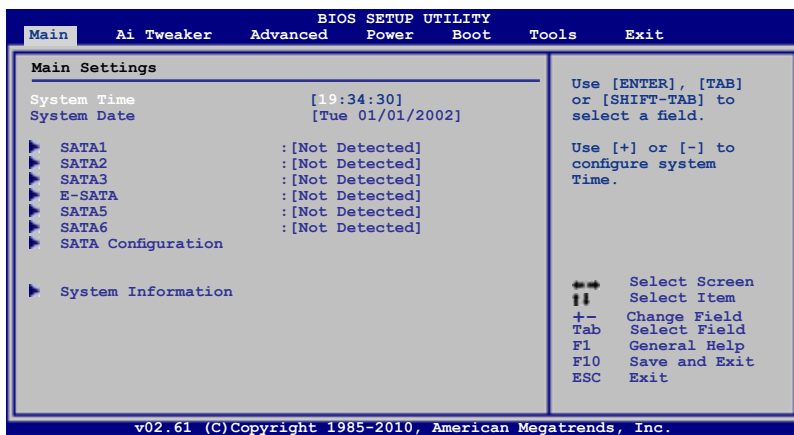 BIOS SETUP UTILITY
Main Ai Tweaker Advanced Power Boot Tools Exit
Main Settings
System Time [19:34:30]
System Date [Tue 01/01/2002]
SATA1 :[Not Detected]
SATA2 :[Not Detected]
SATA3 :[Not Detected]
E-SATA :[Not Detected]
SATA5 :[Not Detected]
SATA6 :[Not Detected]
SATA Configuration
System Information
Use [ENTER], [TAB]
or [SHIFT-TAB] to
select a field.
Use [+] or [-] to
configure system
Time.
Select Screen
Select Item
+- Change Field
Tab Select Field
F1 General Help
F10 Save and Exit
ESC Exit
v02.61 (C)Copyright 1985-2010, American Megatrends, Inc.